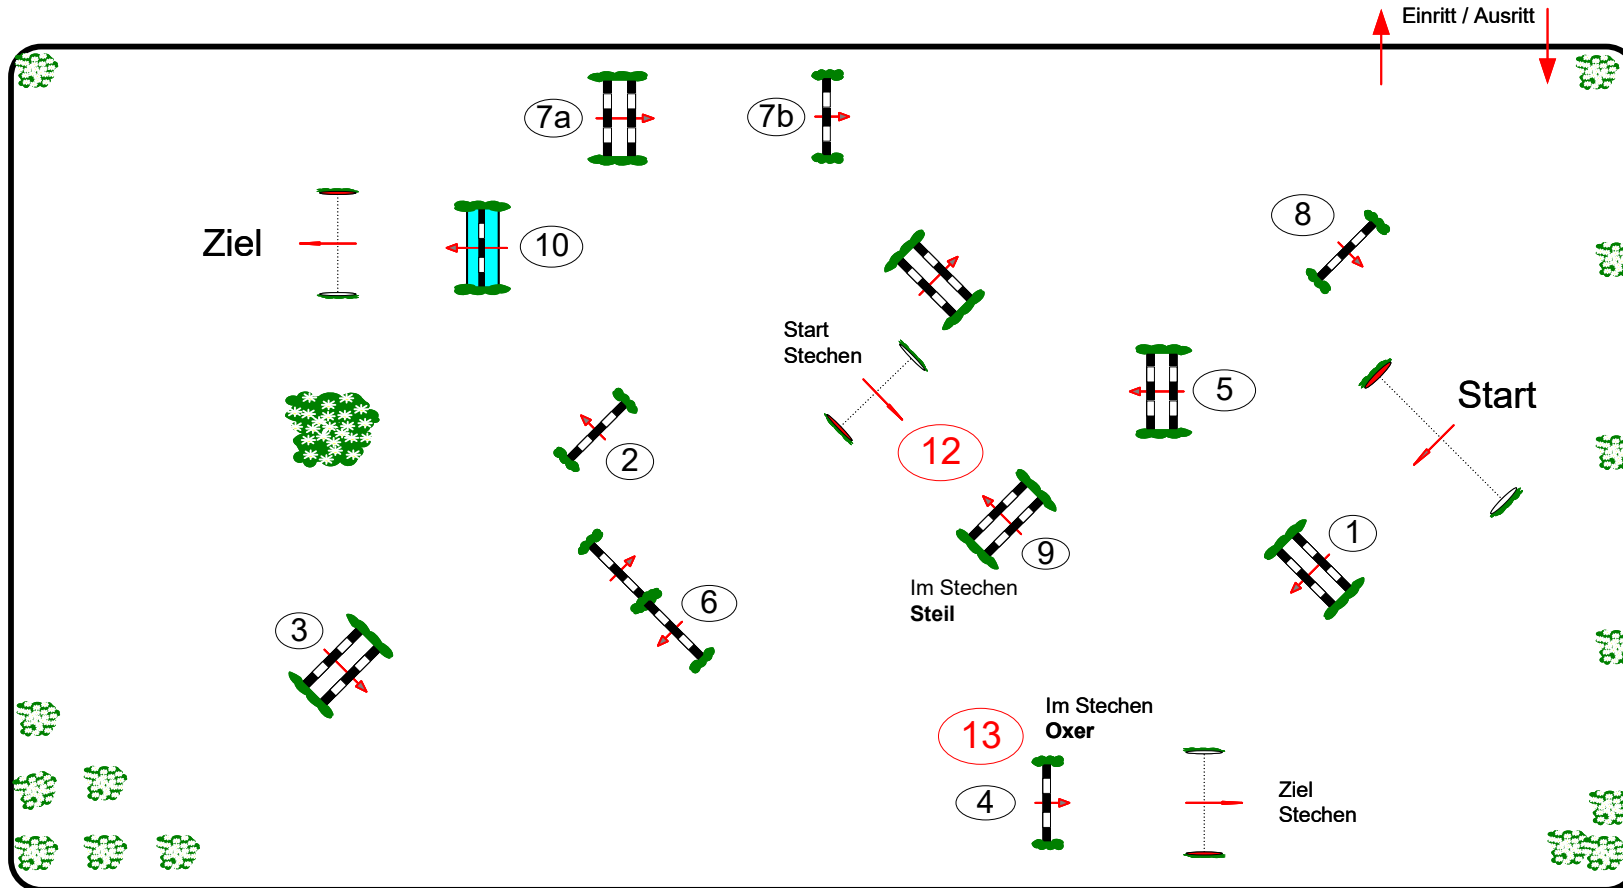 Einritt / Ausritt
7a
7b
8
Ziel
10
Start
Stechen
5
Start
12
2
1
9
Im Stechen
Steil
6
3
13
Im Stechen
Oxer
4
Ziel
Stechen